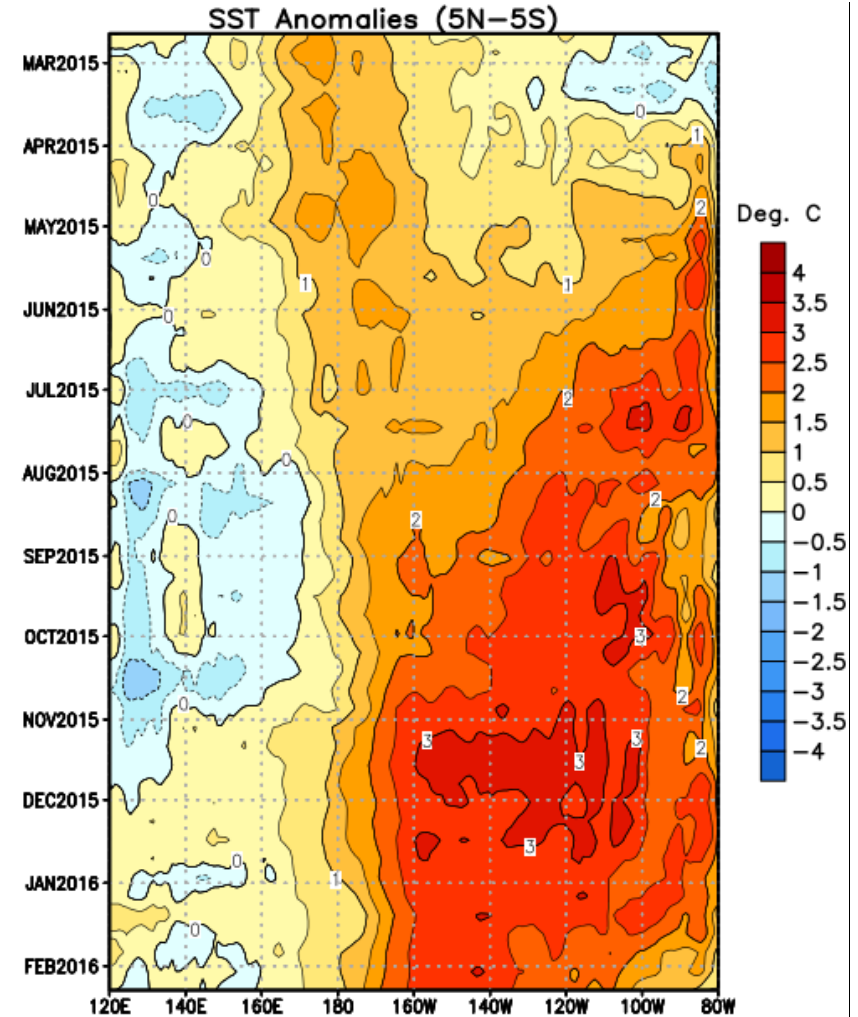 SST Anomalies (5N−5S)
MAR2015
APR2015
MAY2015
JUN2015
JUL2015
AUG2015
SEP2015
OCT2015
NOV2015
DEC2015
JAN2016
FEB2016
120E 140E 160E 180 160W 140W 120W 100W 80W
Deg. C
4
3.5
3
2.5
2
1.5
1
0.5
0
−0.5
−1
−1.5
−2
−2.5
−3
−3.5
−4
0
1
0
2
0
1
1
0
2
0
0
2
2
0
3
2
0
3
3
2
3
3
0
1
0